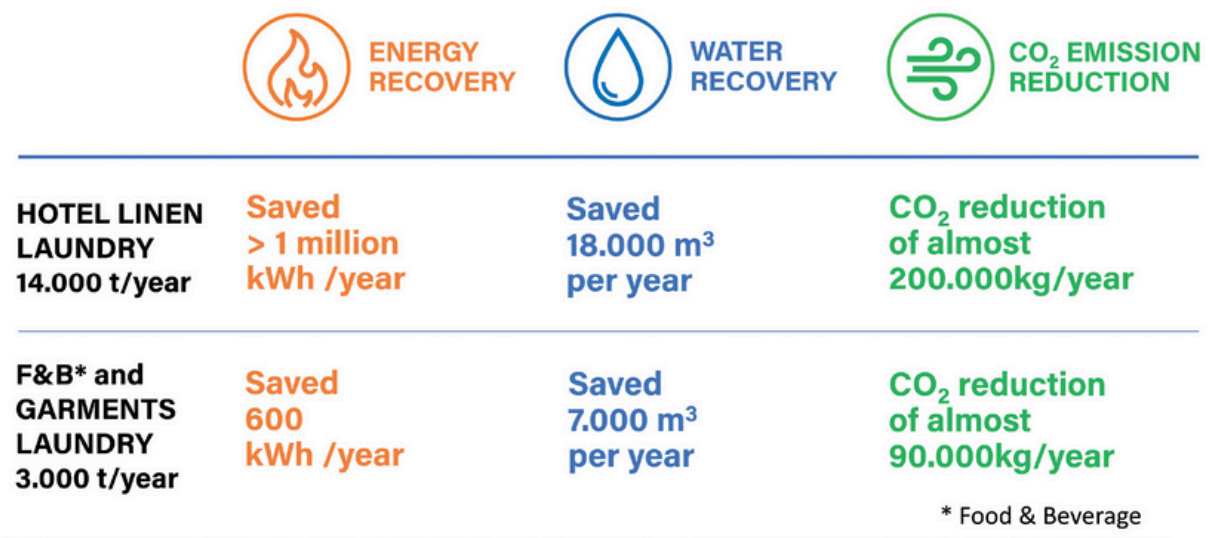 ENERGY
RECOVERY
WATER
RECOVERY
CO₂ EMISSION
REDUCTION
HOTEL LINEN
LAUNDRY
14.000 t/year
Saved
> 1 million
kWh /year
Saved
18.000 m³
per year
CO₂ reduction
of almost
200.000kg/year
F&B* and
GARMENTS
LAUNDRY
3.000 t/year
Saved
600
kWh /year
Saved
7.000 m³
per year
CO₂ reduction
of almost
90.000kg/year
* Food & Beverage